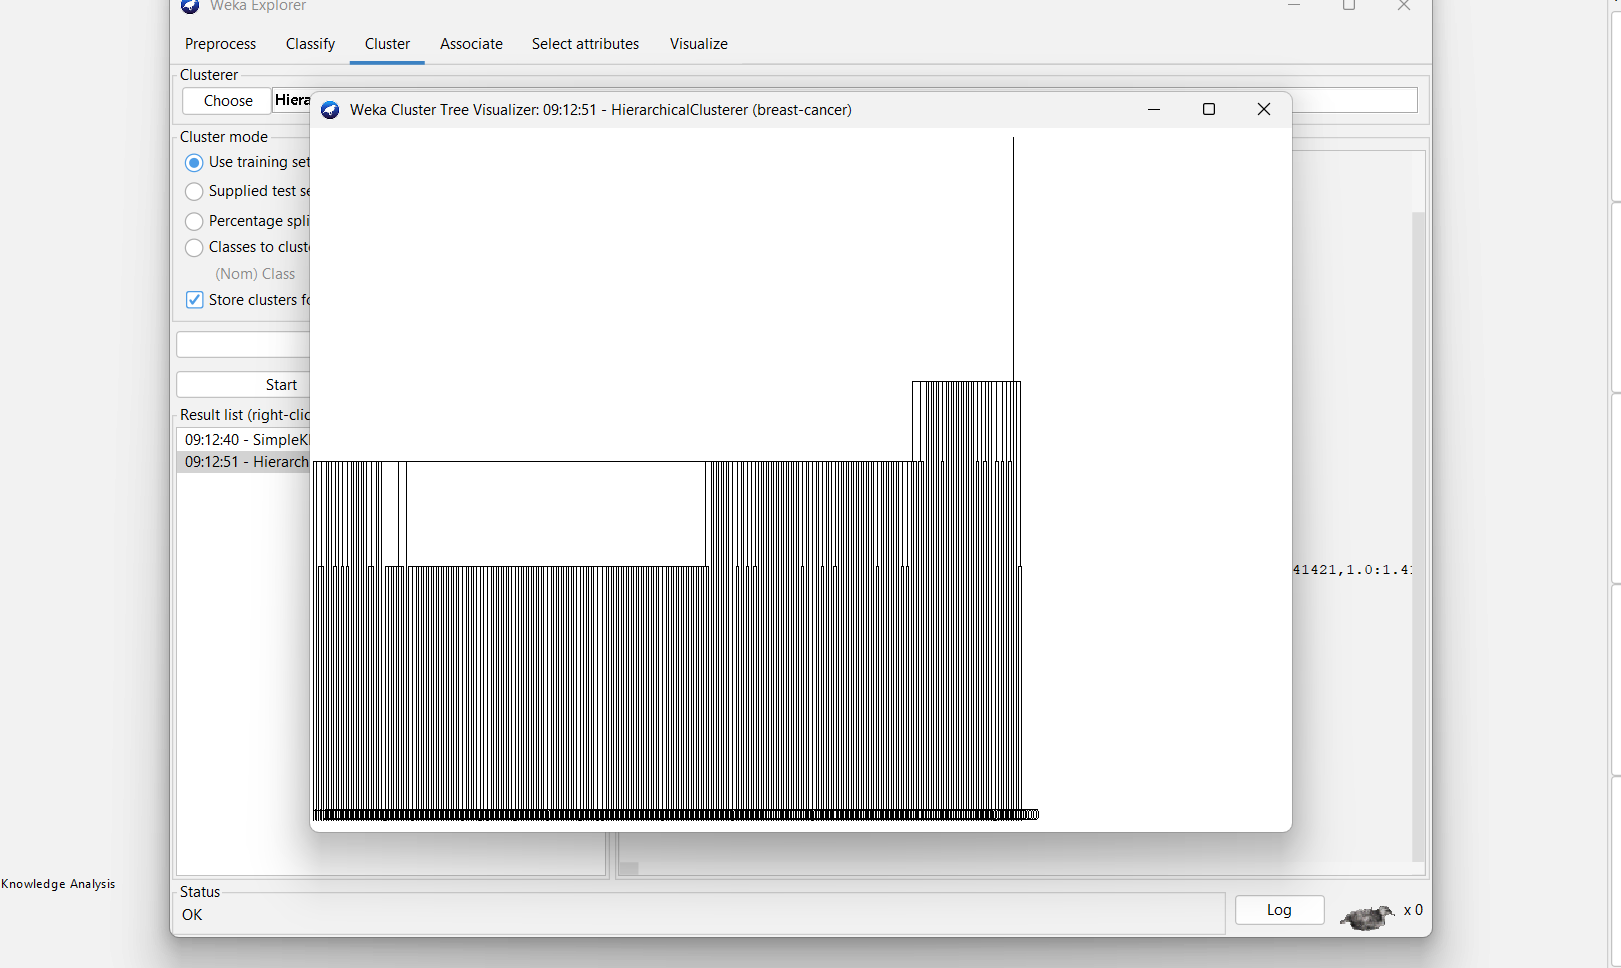 Weka Explorer
Preprocess Classify Cluster Associate Select attributes Visualize
Clusterer
Choose Hiera
Weka Cluster Tree Visualizer: 09:12:51 - HierarchicalClusterer (breast-cancer)
Cluster mode
Use training set
Supplied test se
Percentage spli
Classes to cluste
(Nom) Class
Store clusters fo
Start
Result list (right-clic
09:12:40 - SimpleK
09:12:51 - Hierarch
41421,1.0:1.41
Knowledge Analysis
Status
OK
Log
x 0